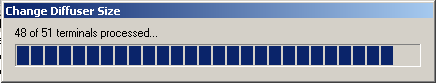 Change Diffuser Size
48 of 51 terminals processed...